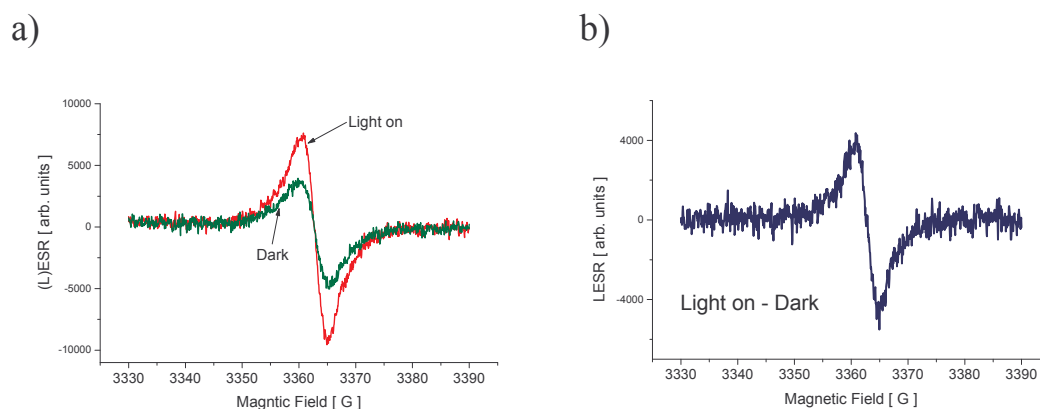 a)
10000
5000
0
-5000
-10000
(L)ESR [ arb. units ]
Light on
Dark
3330 3340 3350 3360 3370 3380 3390
Magntic Field [ G ]
b)
4000
0
-4000
LESR [ arb. units ]
Light on - Dark
3330 3340 3350 3360 3370 3380 3390
Magnetic Field [ G ]